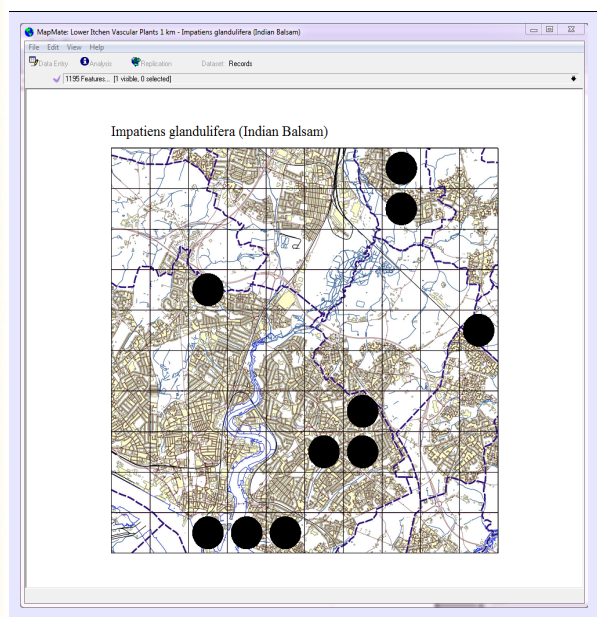 MapMate: Lower Itchen Vascular Plants 1 km - Impatiens glandulifera (Indian Balsam)
File Edit View Help
Data Entry Analysis Replication Dataset Records
1195 Features... [1 visible, 0 selected]
Impatiens glandulifera (Indian Balsam)